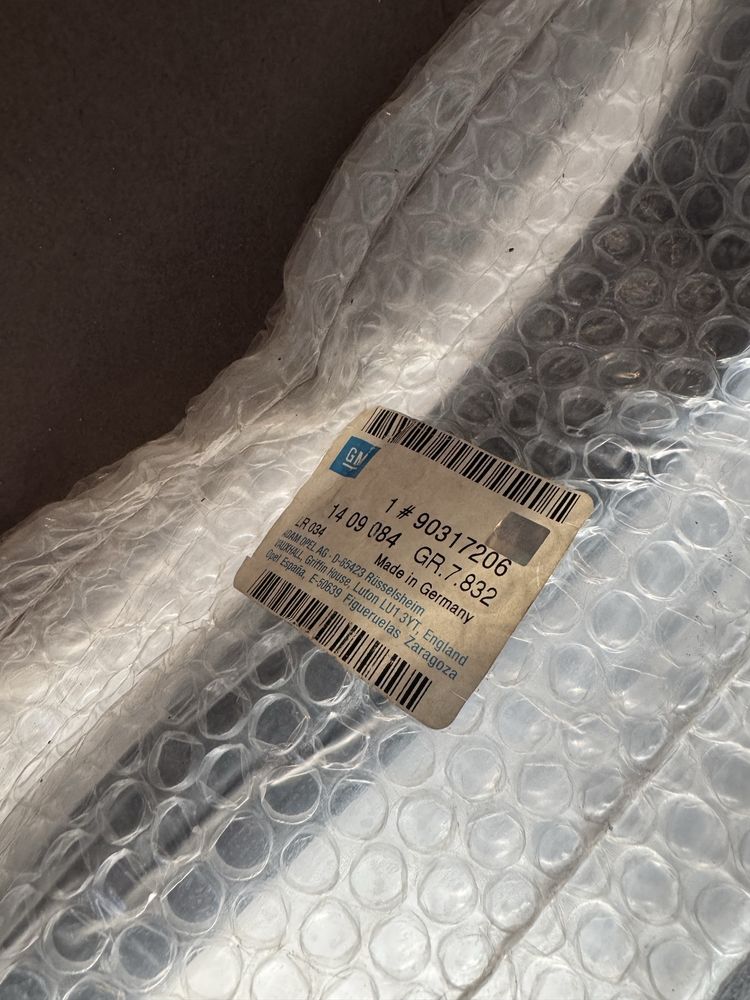 GM
1 # 90317206
14 09 084 GR.7.832
LR 034 Made in Germany
ADAM OPEL AG · D-65423 Rüsselsheim
VAUXHALL, Griffin House, Luton LU1 3YT, England
Opel España, E-50639 Figueruelas Zaragoza